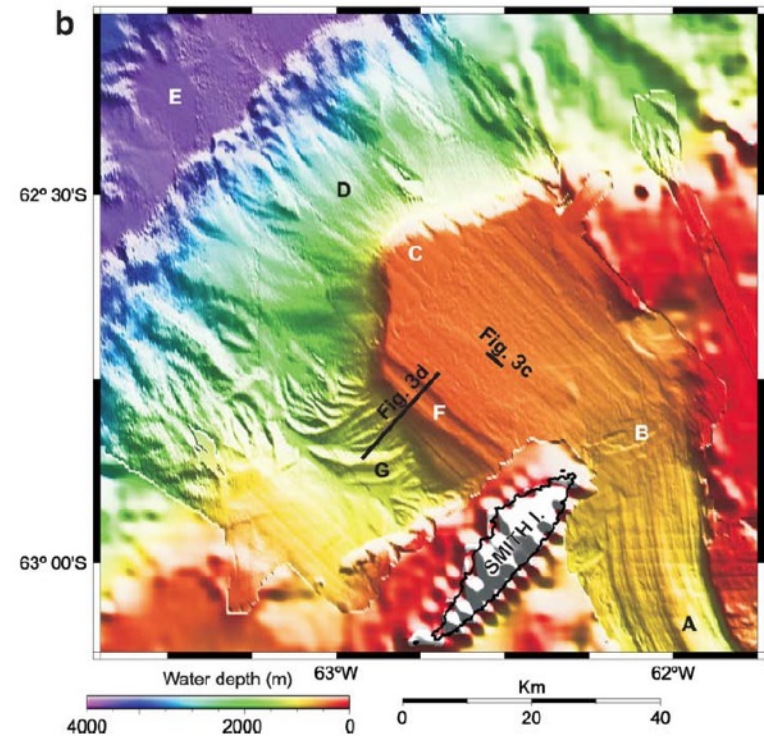 b
E
62° 30'S
D
C
Fig. 3c
Fig. 3d
F
B
G
SMITH I.
63° 00'S
A
63°W
62°W
Water depth (m)
4000
2000
0
Km
0
20
40